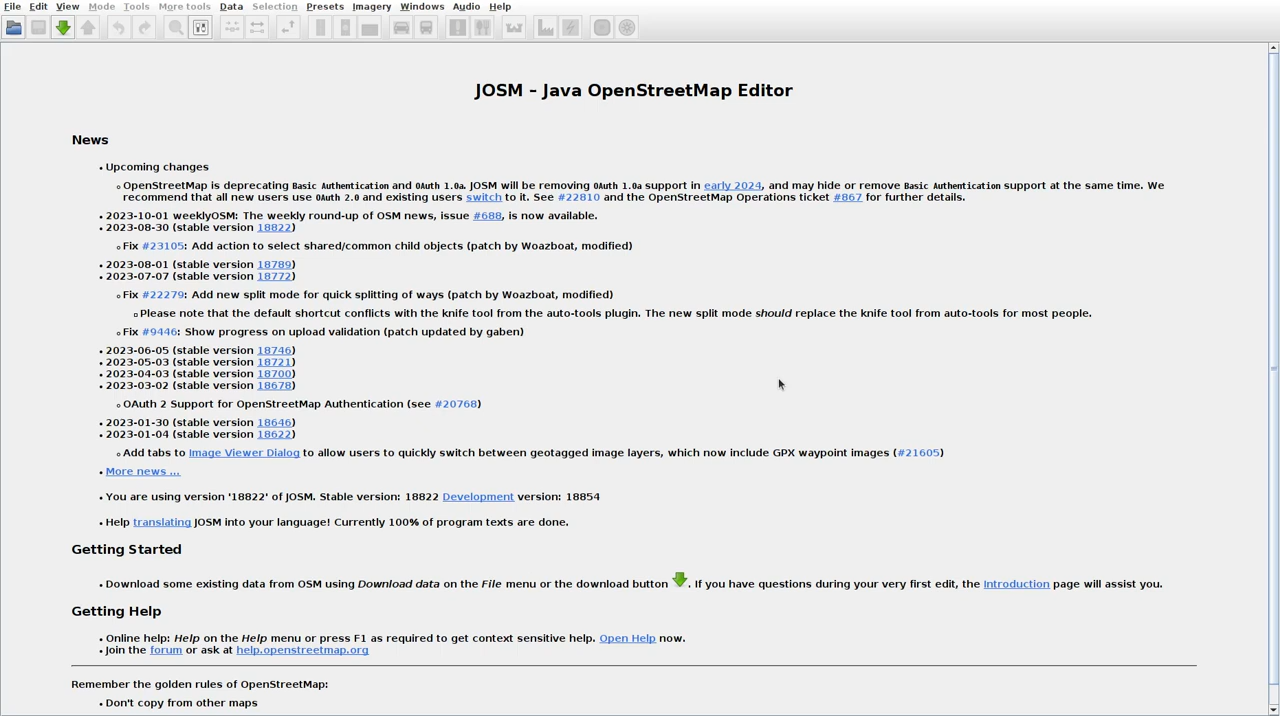 File Edit View Mode Tools More tools Data Selection Presets Imagery Windows Audio Help
JOSM – Java OpenStreetMap Editor
News
Upcoming changes
OpenStreetMap is deprecating Basic Authentication and OAuth 1.0a. JOSM will be removing OAuth 1.0a support in early 2024, and may hide or remove Basic Authentication support at the same time. We
recommend that all new users use OAuth 2.0 and existing users switch to it. See #22810 and the OpenStreetMap Operations ticket #867 for further details.
2023-10-01 weeklyOSM: The weekly round-up of OSM news, issue #688, is now available.
2023-08-30 (stable version 18822)
Fix #23105: Add action to select shared/common child objects (patch by Woazboat, modified)
2023-08-01 (stable version 18789)
2023-07-07 (stable version 18772)
Fix #22279: Add new split mode for quick splitting of ways (patch by Woazboat, modified)
Please note that the default shortcut conflicts with the knife tool from the auto-tools plugin. The new split mode should replace the knife tool from auto-tools for most people.
Fix #9446: Show progress on upload validation (patch updated by gaben)
2023-06-05 (stable version 18746)
2023-05-03 (stable version 18721)
2023-04-03 (stable version 18700)
2023-03-02 (stable version 18678)
OAuth 2 Support for OpenStreetMap Authentication (see #20768)
2023-01-30 (stable version 18646)
2023-01-04 (stable version 18622)
Add tabs to Image Viewer Dialog to allow users to quickly switch between geotagged image layers, which now include GPX waypoint images (#21605)
More news ...
You are using version '18822' of JOSM. Stable version: 18822 Development version: 18854
Help translating JOSM into your language! Currently 100% of program texts are done.
Getting Started
Download some existing data from OSM using Download data on the File menu or the download button . If you have questions during your very first edit, the Introduction page will assist you.
Getting Help
Online help: Help on the Help menu or press F1 as required to get context sensitive help. Open Help now.
Join the forum or ask at help.openstreetmap.org
Remember the golden rules of OpenStreetMap:
Don't copy from other maps